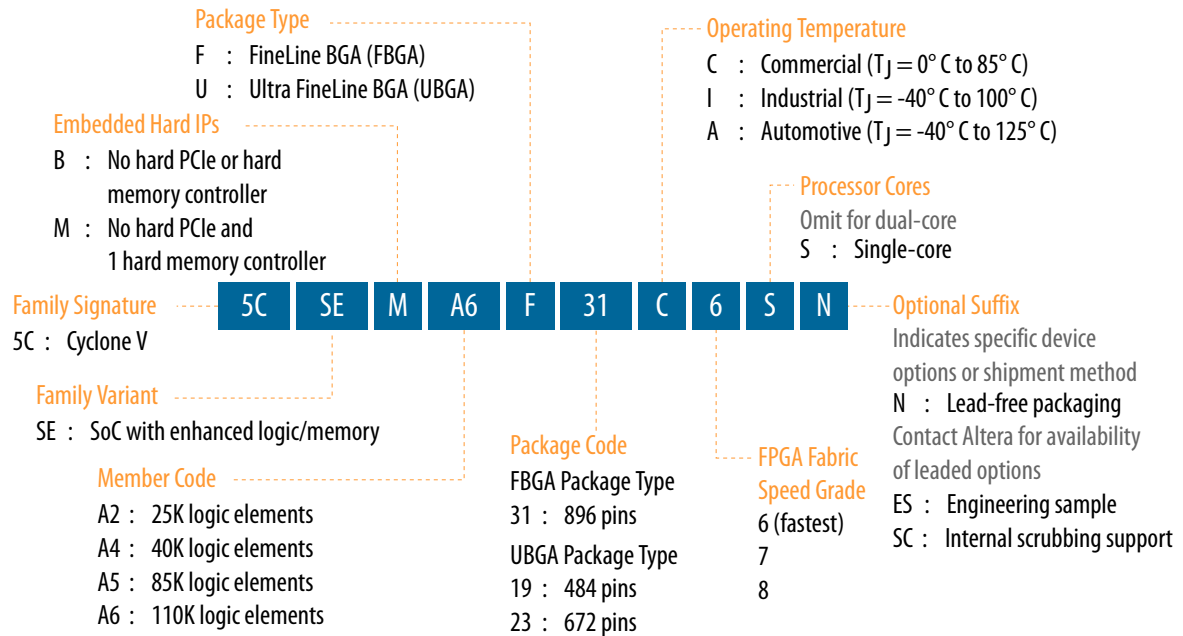 Package Type
F : FineLine BGA (FBGA)
U : Ultra FineLine BGA (UBGA)
Operating Temperature
C : Commercial (TJ = 0° C to 85° C)
I : Industrial (TJ = -40° C to 100° C)
A : Automotive (TJ = -40° C to 125° C)
Embedded Hard IPs
B : No hard PCIe or hard
memory controller
M : No hard PCIe and
1 hard memory controller
Processor Cores
Omit for dual-core
S : Single-core
Family Signature
5C : Cyclone V
5C SE M A6 F 31 C 6 S N
Optional Suffix
Indicates specific device
options or shipment method
N : Lead-free packaging
Contact Altera for availability
of leaded options
ES : Engineering sample
SC : Internal scrubbing support
Family Variant
SE : SoC with enhanced logic/memory
Member Code
A2 : 25K logic elements
A4 : 40K logic elements
A5 : 85K logic elements
A6 : 110K logic elements
Package Code
FBGA Package Type
31 : 896 pins
UBGA Package Type
19 : 484 pins
23 : 672 pins
FPGA Fabric
Speed Grade
6 (fastest)
7
8